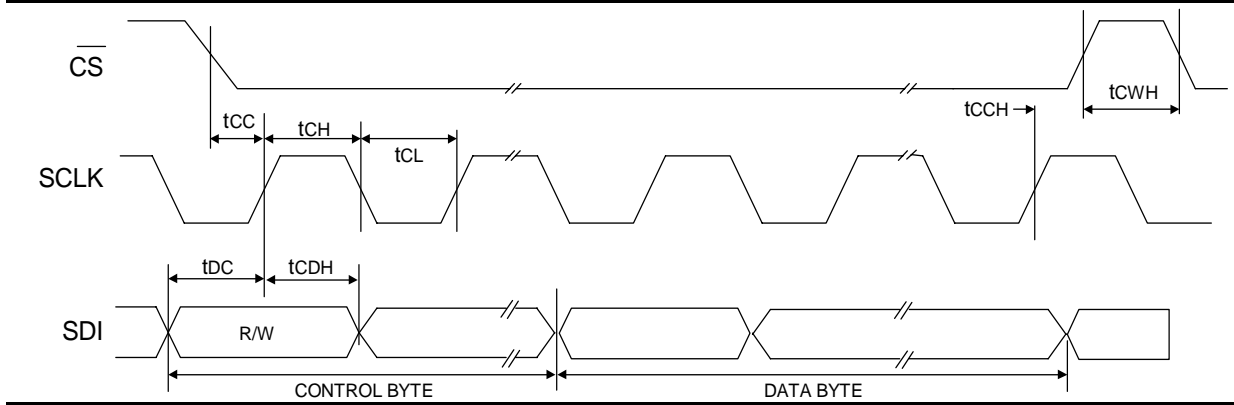 CS
tCC
tCH
tCL
tCCH
tCWH
SCLK
tDC
tCDH
SDI
R/W
CONTROL BYTE
DATA BYTE